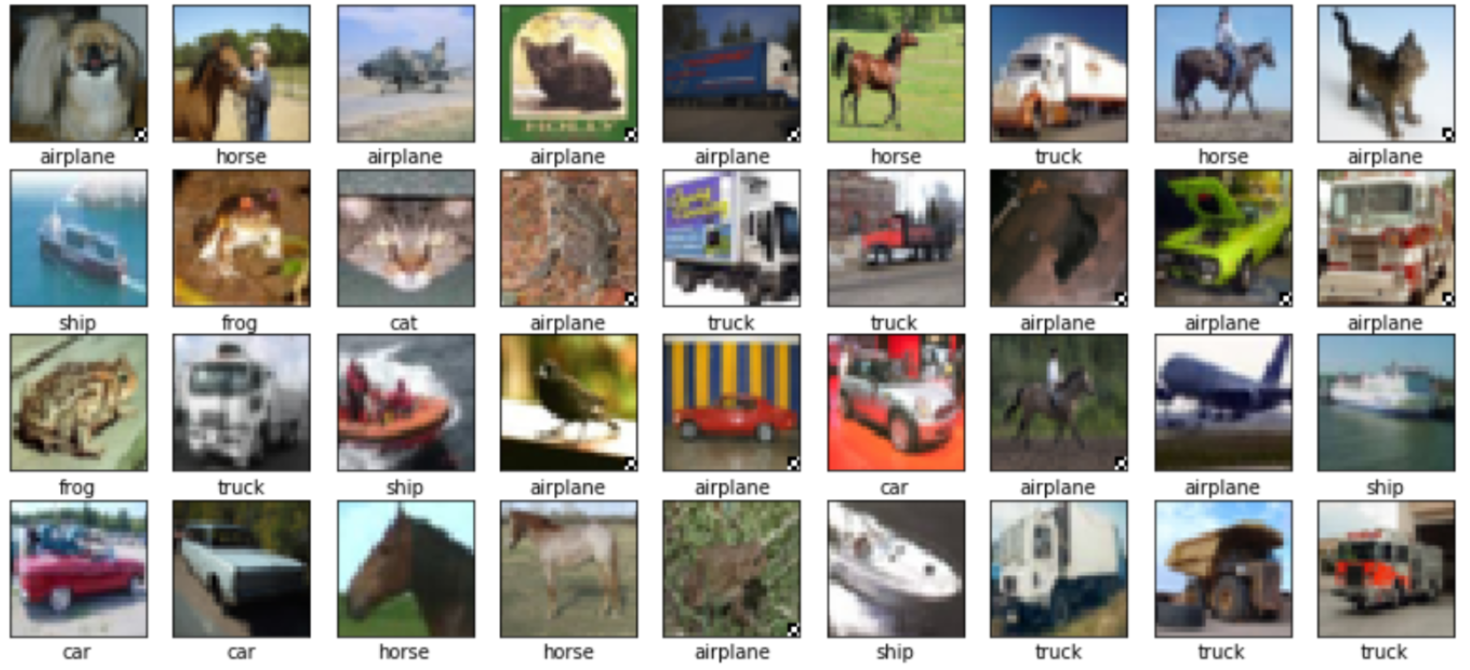 HOLLY
airplane horse airplane airplane airplane horse truck horse airplane
ship frog cat airplane truck truck airplane airplane airplane
frog truck ship airplane airplane car airplane airplane ship
car car horse horse airplane ship truck truck truck